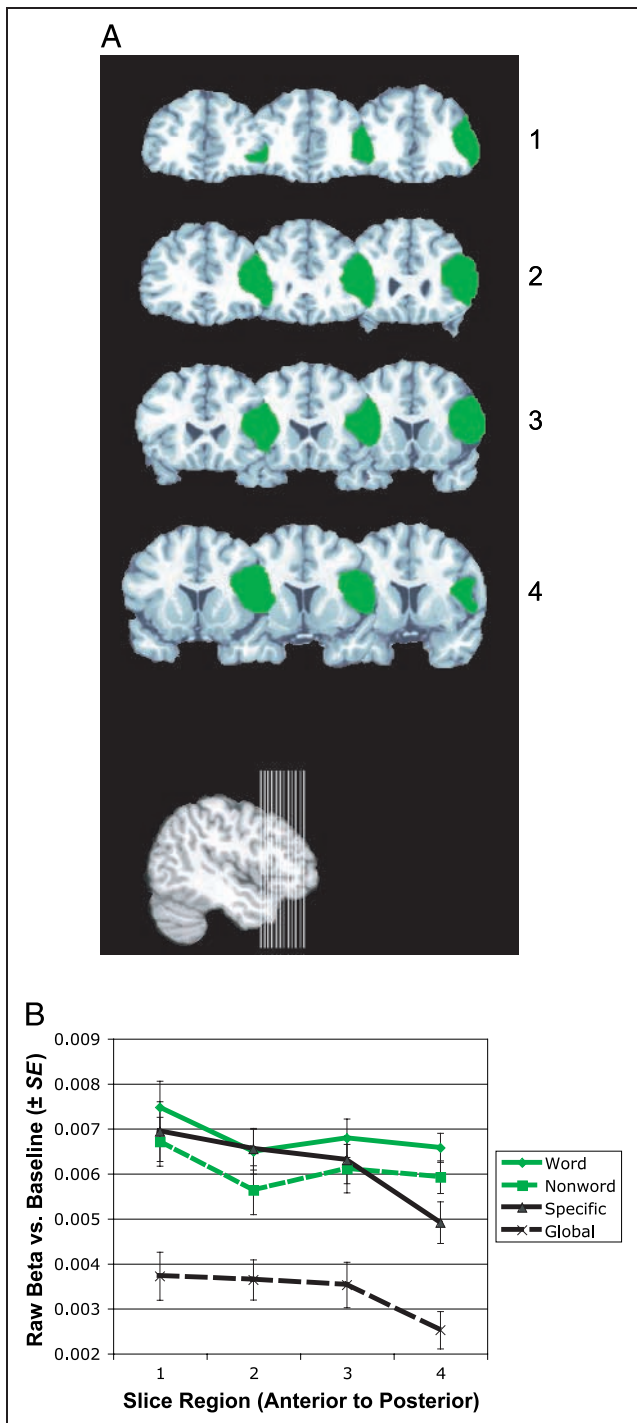 A
1
2
3
4
B
0.009
0.008
0.007
0.006
0.005
0.004
0.003
0.002
Raw Beta vs. Baseline (± SE)
1 2 3 4
Slice Region (Anterior to Posterior)
Word
Nonword
Specific
Global